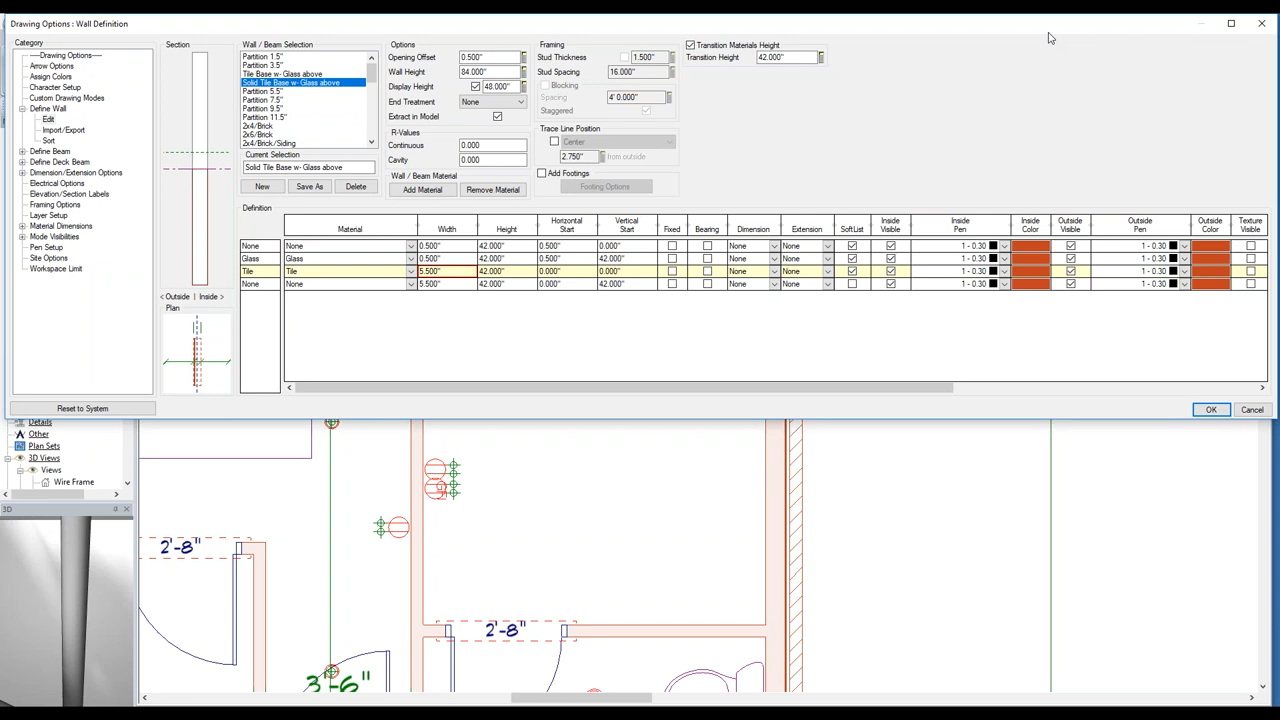 Drawing Options : Wall Definition
Category
-----Drawing Options-----
Arrow Options
Assign Colors
Character Setup
Custom Drawing Modes
Define Wall
Edit
Import/Export
Sort
Define Beam
Define Deck Beam
Dimension/Extension Options
Electrical Options
Elevation/Section Labels
Framing Options
Layer Setup
Material Dimensions
Mode Visibilities
Pen Setup
Site Options
Workspace Limit
Reset to System
Section
< Outside | Inside >
Plan
Wall / Beam Selection
Partition 1.5"
Partition 3.5"
Tile Base w- Glass above
Solid Tile Base w- Glass above
Partition 5.5"
Partition 7.5"
Partition 9.5"
Partition 11.5"
2x4/Brick
2x6/Brick
2x4/Brick/Siding
Current Selection
Solid Tile Base w- Glass above
New Save As Delete
Options
Opening Offset 0.500"
Wall Height 84.000"
Display Height 48.000"
End Treatment None
Extract in Model
R-Values
Continuous 0.000
Cavity 0.000
Wall / Beam Material
Add Material Remove Material
Framing
Stud Thickness 1.500"
Stud Spacing 16.000"
Blocking
Spacing 4' 0.000"
Staggered
Trace Line Position
Center
2.750" from outside
Add Footings
Footing Options
Transition Materials Height
Transition Height 42.000"
Definition
Material Width Height Horizontal Start Vertical Start Fixed Bearing Dimension Extension SoftList Inside Visible Inside Pen Inside Color Outside Visible Outside Pen Outside Color Texture Visible
None None 0.500" 42.000" 0.500" 0.000" None None 1 - 0.30 1 - 0.30
Glass Glass 0.500" 42.000" 0.500" 42.000" None None 1 - 0.30 1 - 0.30
Tile Tile 5.500" 42.000" 0.000" 0.000" None None 1 - 0.30 1 - 0.30
None None 5.500" 42.000" 0.000" 42.000" None None 1 - 0.30 1 - 0.30
OK Cancel
Details
Other
Plan Sets
3D Views
Views
Wire Frame
3D
2'-8"
2'-8"
3'-6"